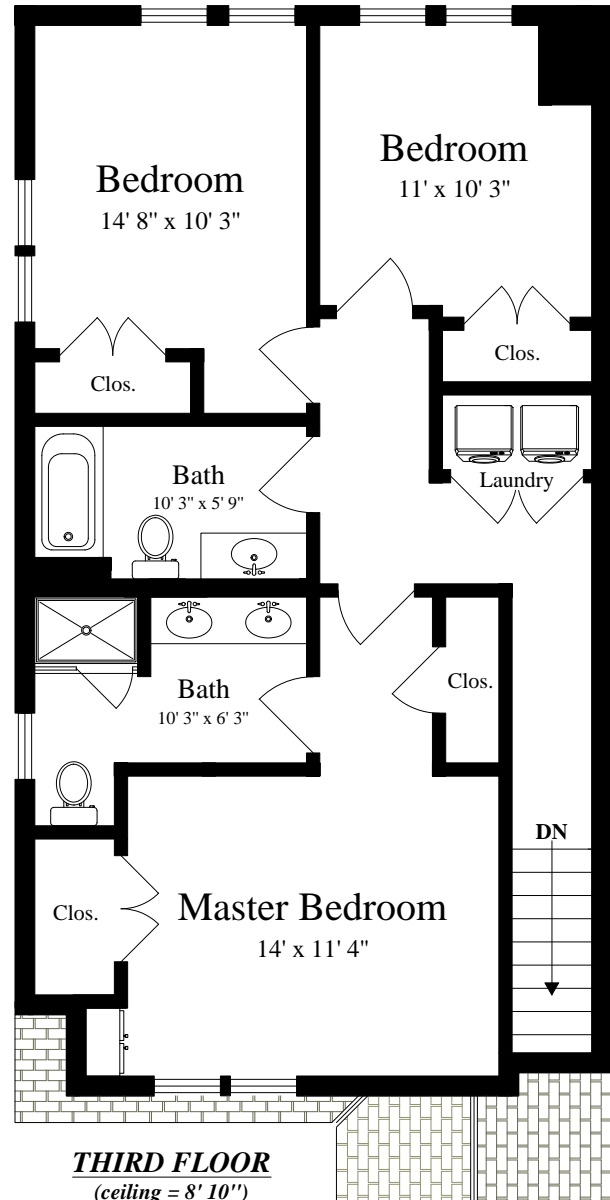 Bedroom
14' 8" x 10' 3"
Bedroom
11' x 10' 3"
Clos.
Clos.
Bath
10' 3" x 5' 9"
Laundry
Bath
10' 3" x 6' 3"
Clos.
DN
Clos.
Master Bedroom
14' x 11' 4"
THIRD FLOOR
(ceiling = 8' 10")